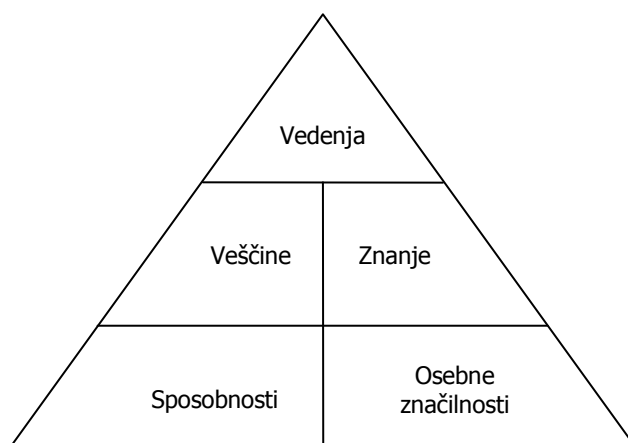 Vedenja
Veščine
Znanje
Sposobnosti
Osebne
značilnosti